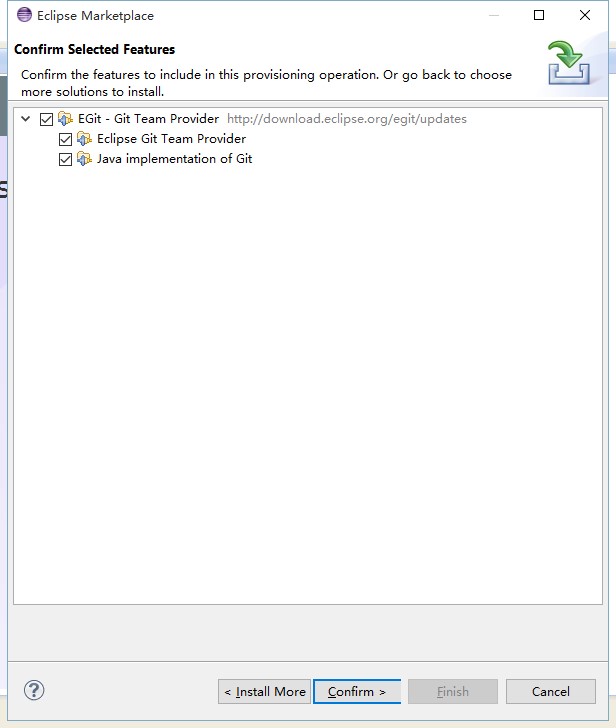 Eclipse Marketplace
Confirm Selected Features
Confirm the features to include in this provisioning operation. Or go back to choose
more solutions to install.
EGit - Git Team Provider http://download.eclipse.org/egit/updates
Eclipse Git Team Provider
Java implementation of Git
? < Install More Confirm > Finish Cancel